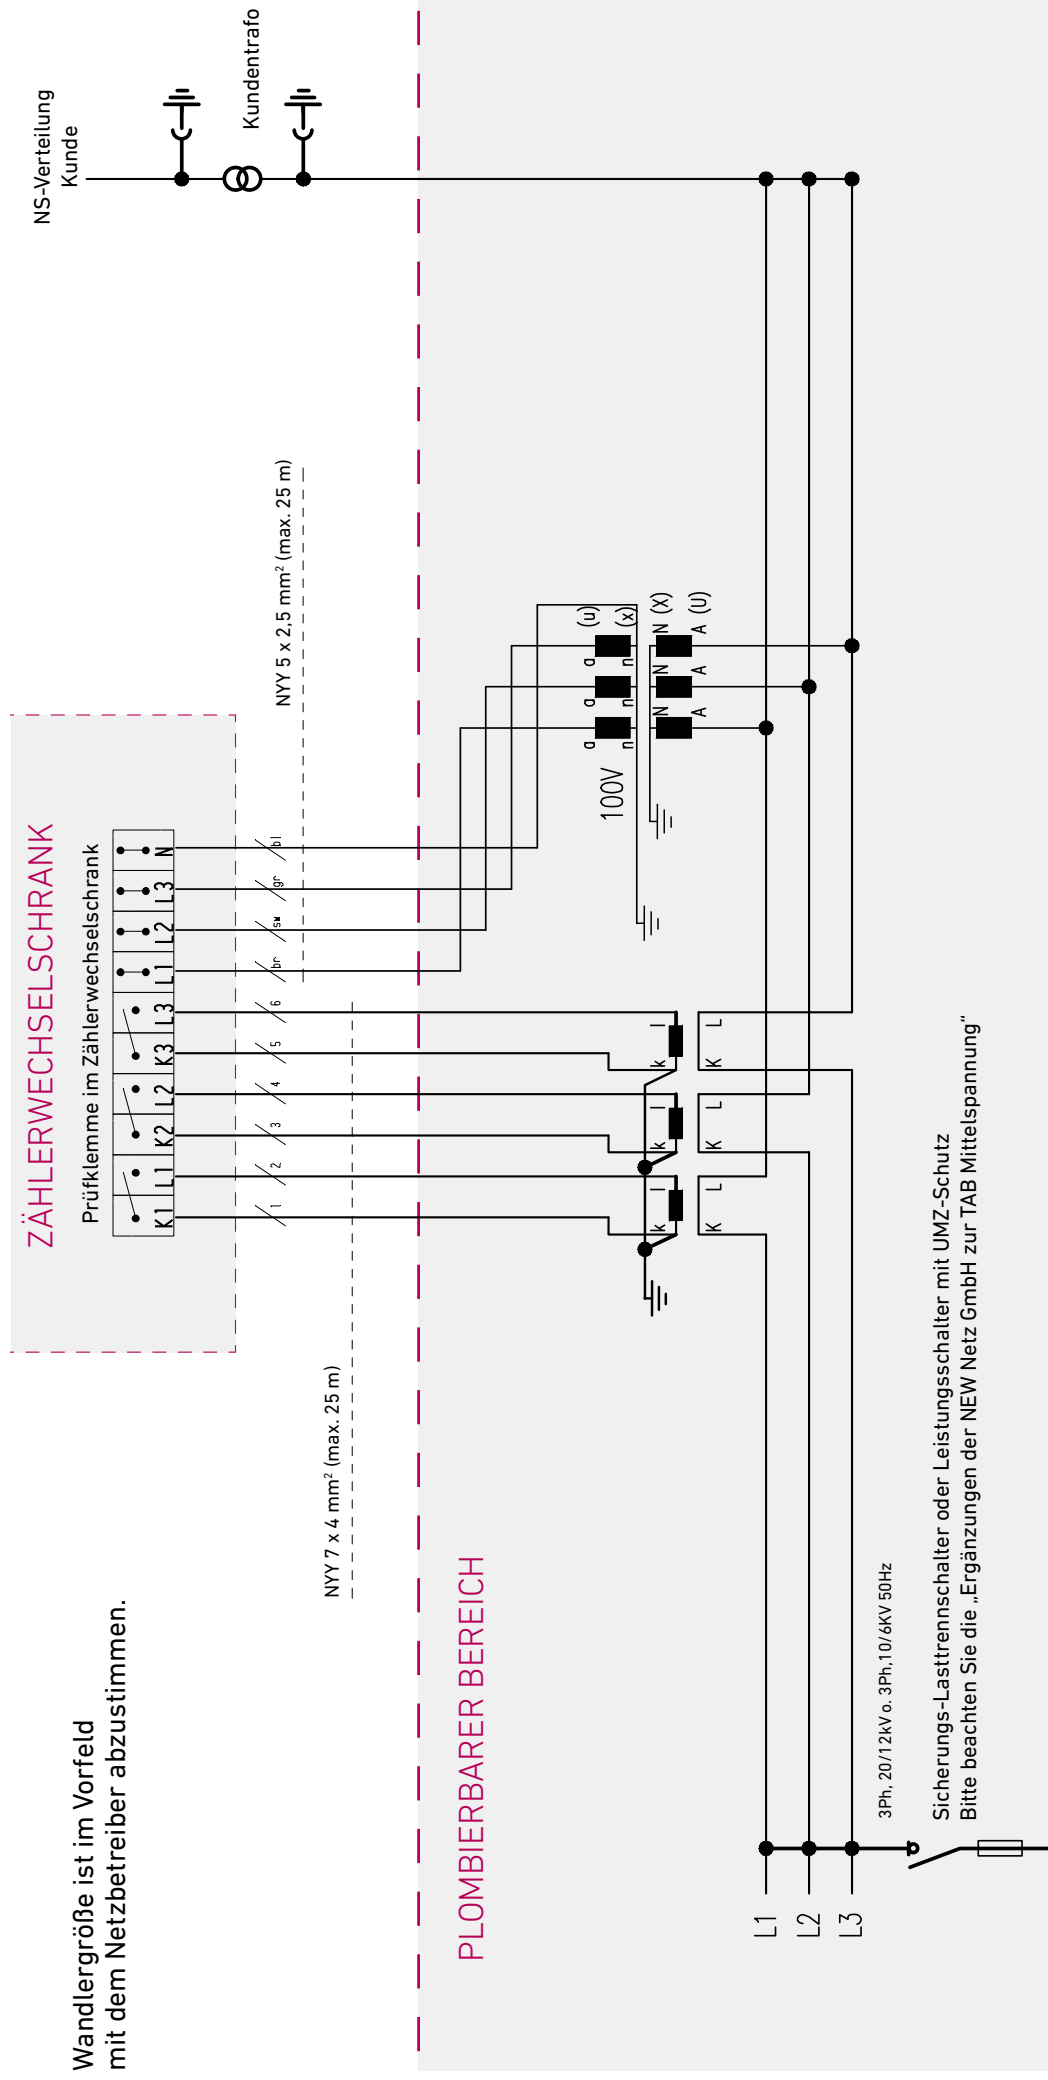 Wandlergröße ist im Vorfeld
mit dem Netzbetreiber abzustimmen.
ZÄHLERWECHSELSCHRANK
Prüfklemme im Zählerwechselschrank
K1 L1 K2 L2 K3 L3 L1 L2 L3 N
1 2 3 4 5 6 br sw gr bl
NYY 7 x 4 mm² (max. 25 m)
NYY 5 x 2,5 mm² (max. 25 m)
NS-Verteilung
Kunde
Kundentrafo
PLOMBIERBARER BEREICH
100V
a a a (u)
n n n (x)
N N N (X)
A A A (U)
k l k l k l
K L K L K L
L1
L2
L3
3Ph, 20/12kV o. 3Ph,10/6KV 50Hz
Sicherungs-Lasttrennschalter oder Leistungsschalter mit UMZ-Schutz
Bitte beachten Sie die „Ergänzungen der NEW Netz GmbH zur TAB Mittelspannung“